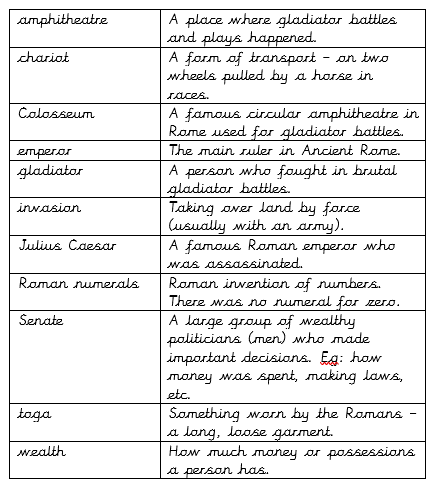 amphitheatre
A place where gladiator battles
and plays happened.
chariot
A form of transport – on two
wheels pulled by a horse in
races.
Colosseum
A famous circular amphitheatre in
Rome used for gladiator battles.
emperor
The main ruler in Ancient Rome.
gladiator
A person who fought in brutal
gladiator battles.
invasion
Taking over land by force
(usually with an army).
Julius Caesar
A famous Roman emperor who
was assassinated.
Roman numerals
Roman invention of numbers.
There was no numeral for zero.
Senate
A large group of wealthy
politicians (men) who made
important decisions. Eg: how
money was spent, making laws,
etc.
toga
Something worn by the Romans –
a long, loose garment.
wealth
How much money or possessions
a person has.